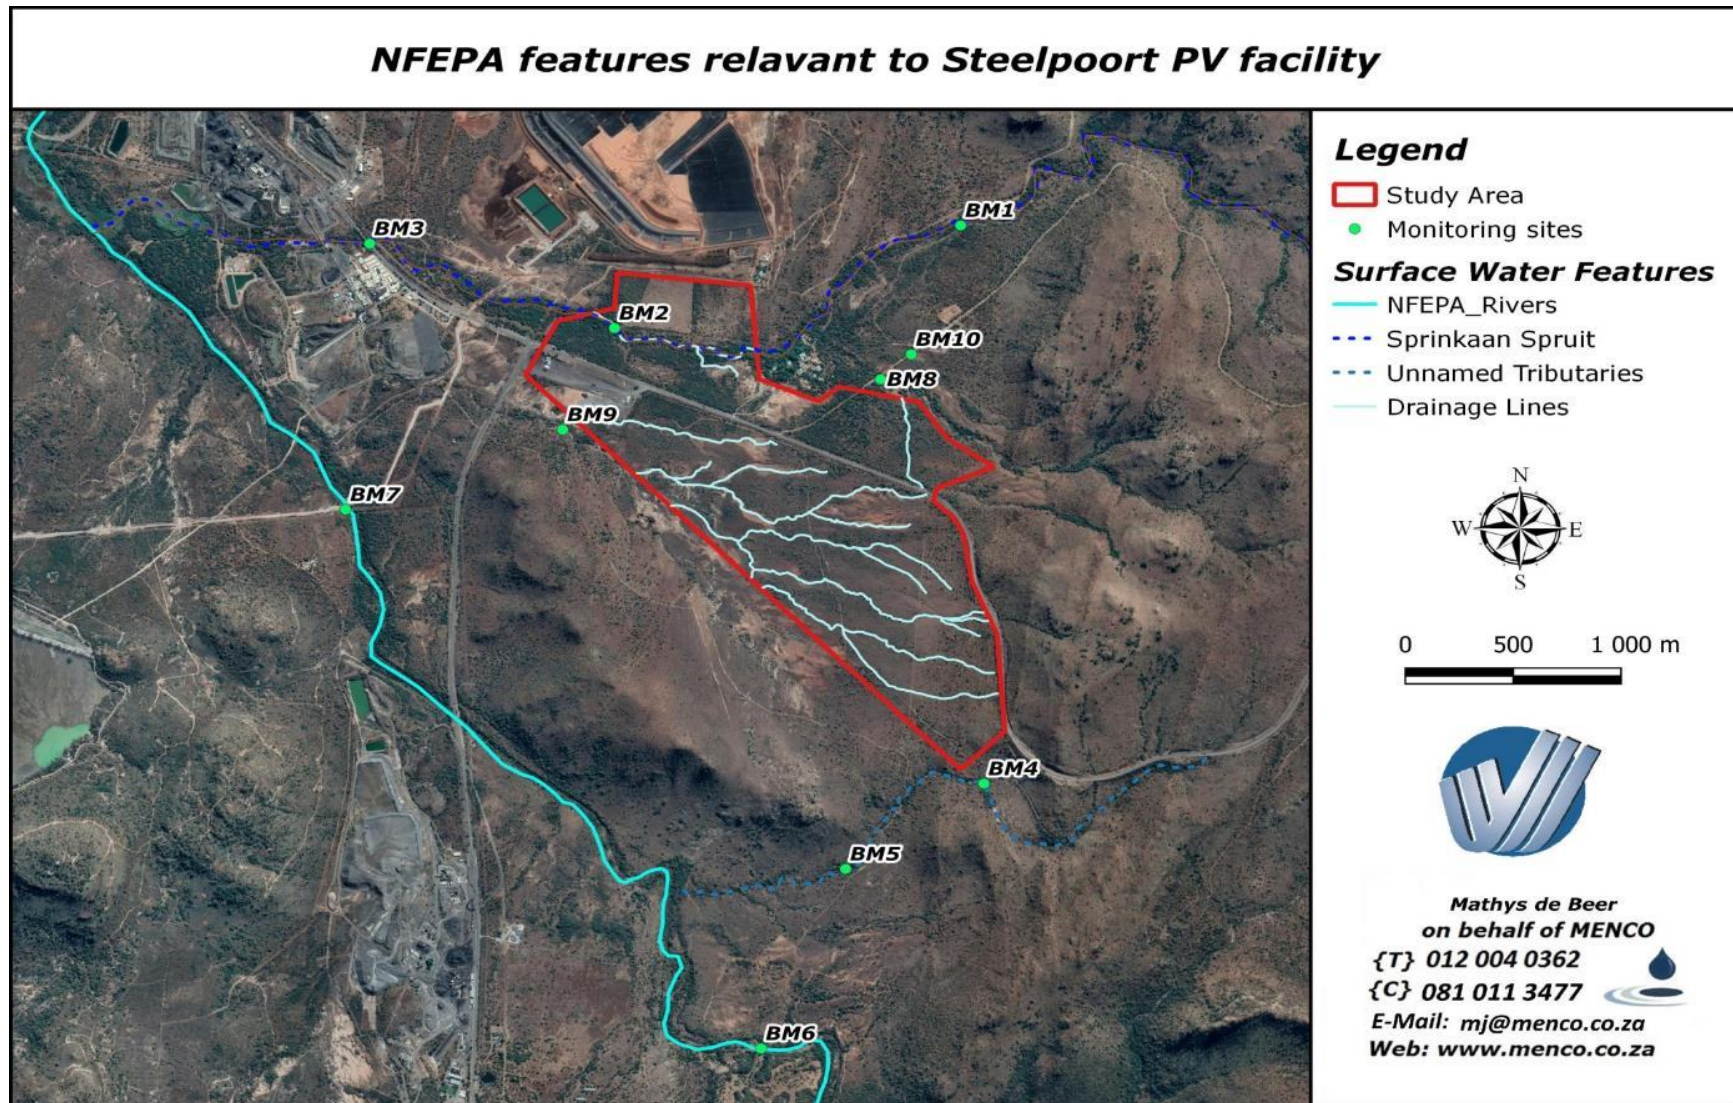 NFEPA features relavant to Steelpoort PV facility
BM1
BM3
BM2
BM10
BM8
BM9
BM7
BM4
BM5
BM6
Legend
Study Area
Monitoring sites
Surface Water Features
NFEPA_Rivers
Sprinkaan Spruit
Unnamed Tributaries
Drainage Lines
N
W E
S
0 500 1 000 m
Mathys de Beer
on behalf of MENCO
{T} 012 004 0362
{C} 081 011 3477
E-Mail: mj@menco.co.za
Web: www.menco.co.za